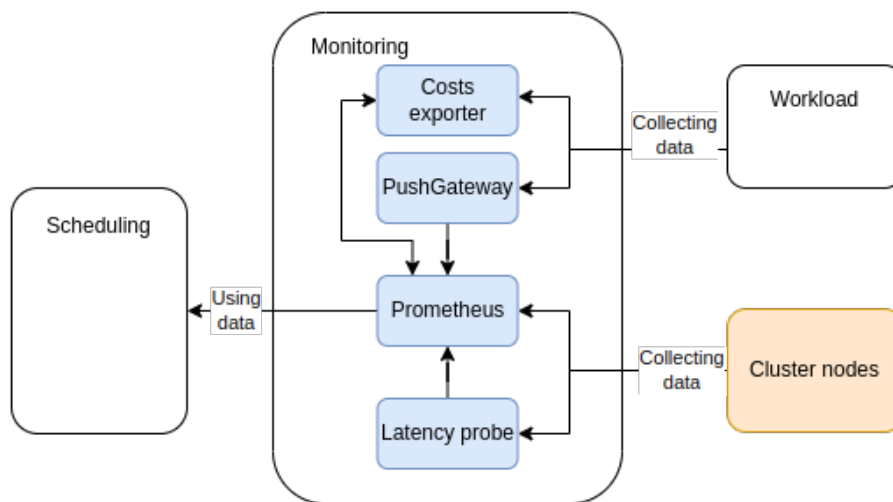 Monitoring
Costs
exporter
Workload
Collecting
data
PushGateway
Scheduling
Using
data
Prometheus
Collecting
data
Cluster nodes
Latency probe